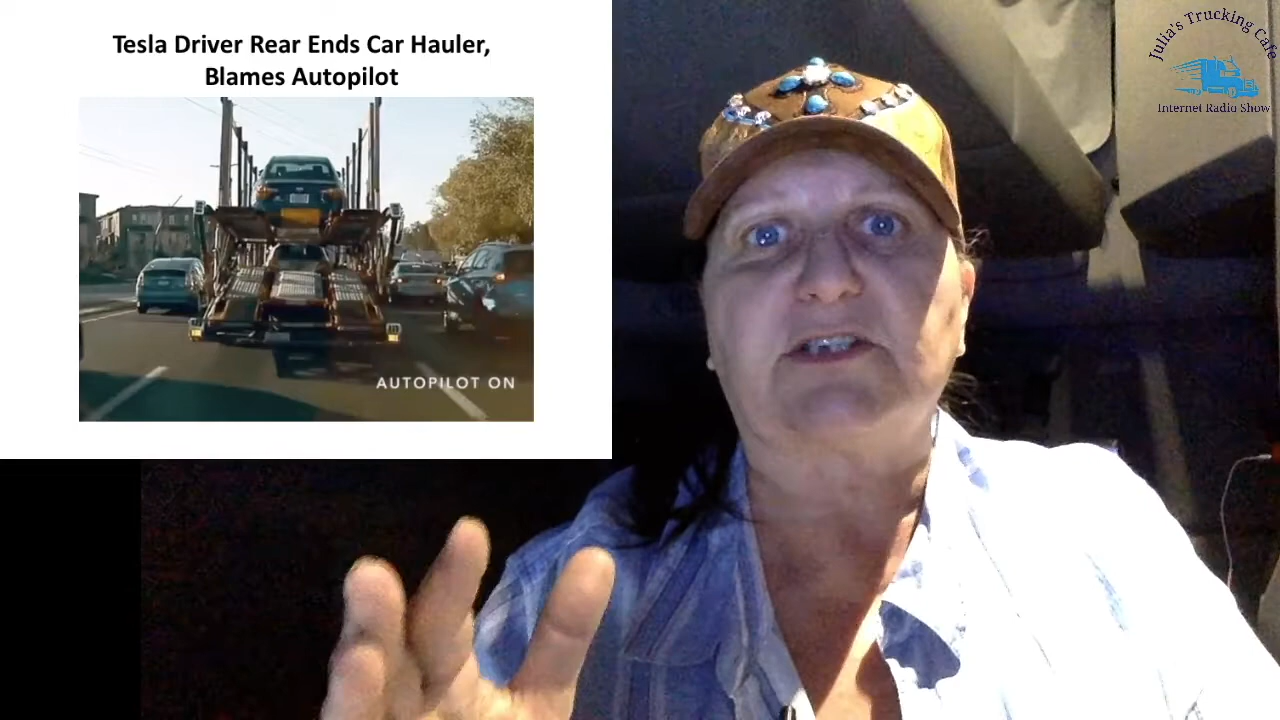 Tesla Driver Rear Ends Car Hauler,
Blames Autopilot
AUTOPILOT ON
Julia's Trucking Cafe
Internet Radio Show